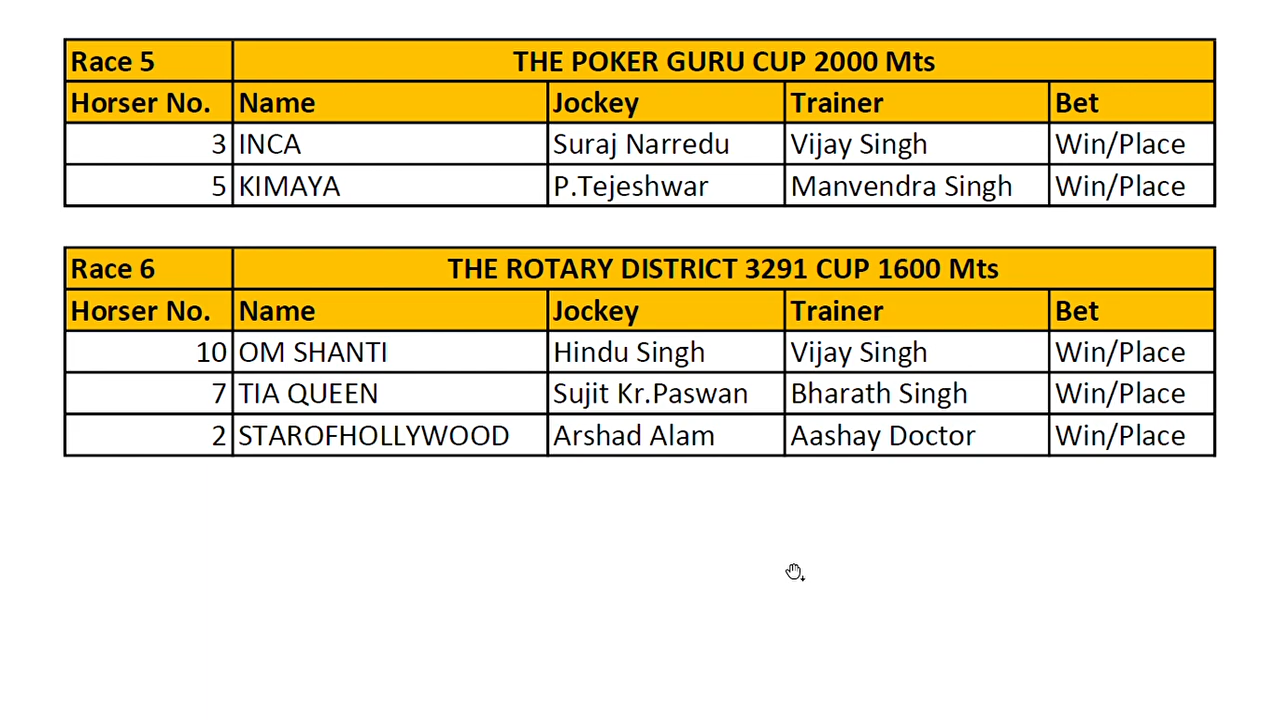 Race 5 THE POKER GURU CUP 2000 Mts
Horser No. Name Jockey Trainer Bet
3 INCA Suraj Narredu Vijay Singh Win/Place
5 KIMAYA P.Tejeshwar Manvendra Singh Win/Place
Race 6 THE ROTARY DISTRICT 3291 CUP 1600 Mts
Horser No. Name Jockey Trainer Bet
10 OM SHANTI Hindu Singh Vijay Singh Win/Place
7 TIA QUEEN Sujit Kr.Paswan Bharath Singh Win/Place
2 STAROFHOLLYWOOD Arshad Alam Aashay Doctor Win/Place